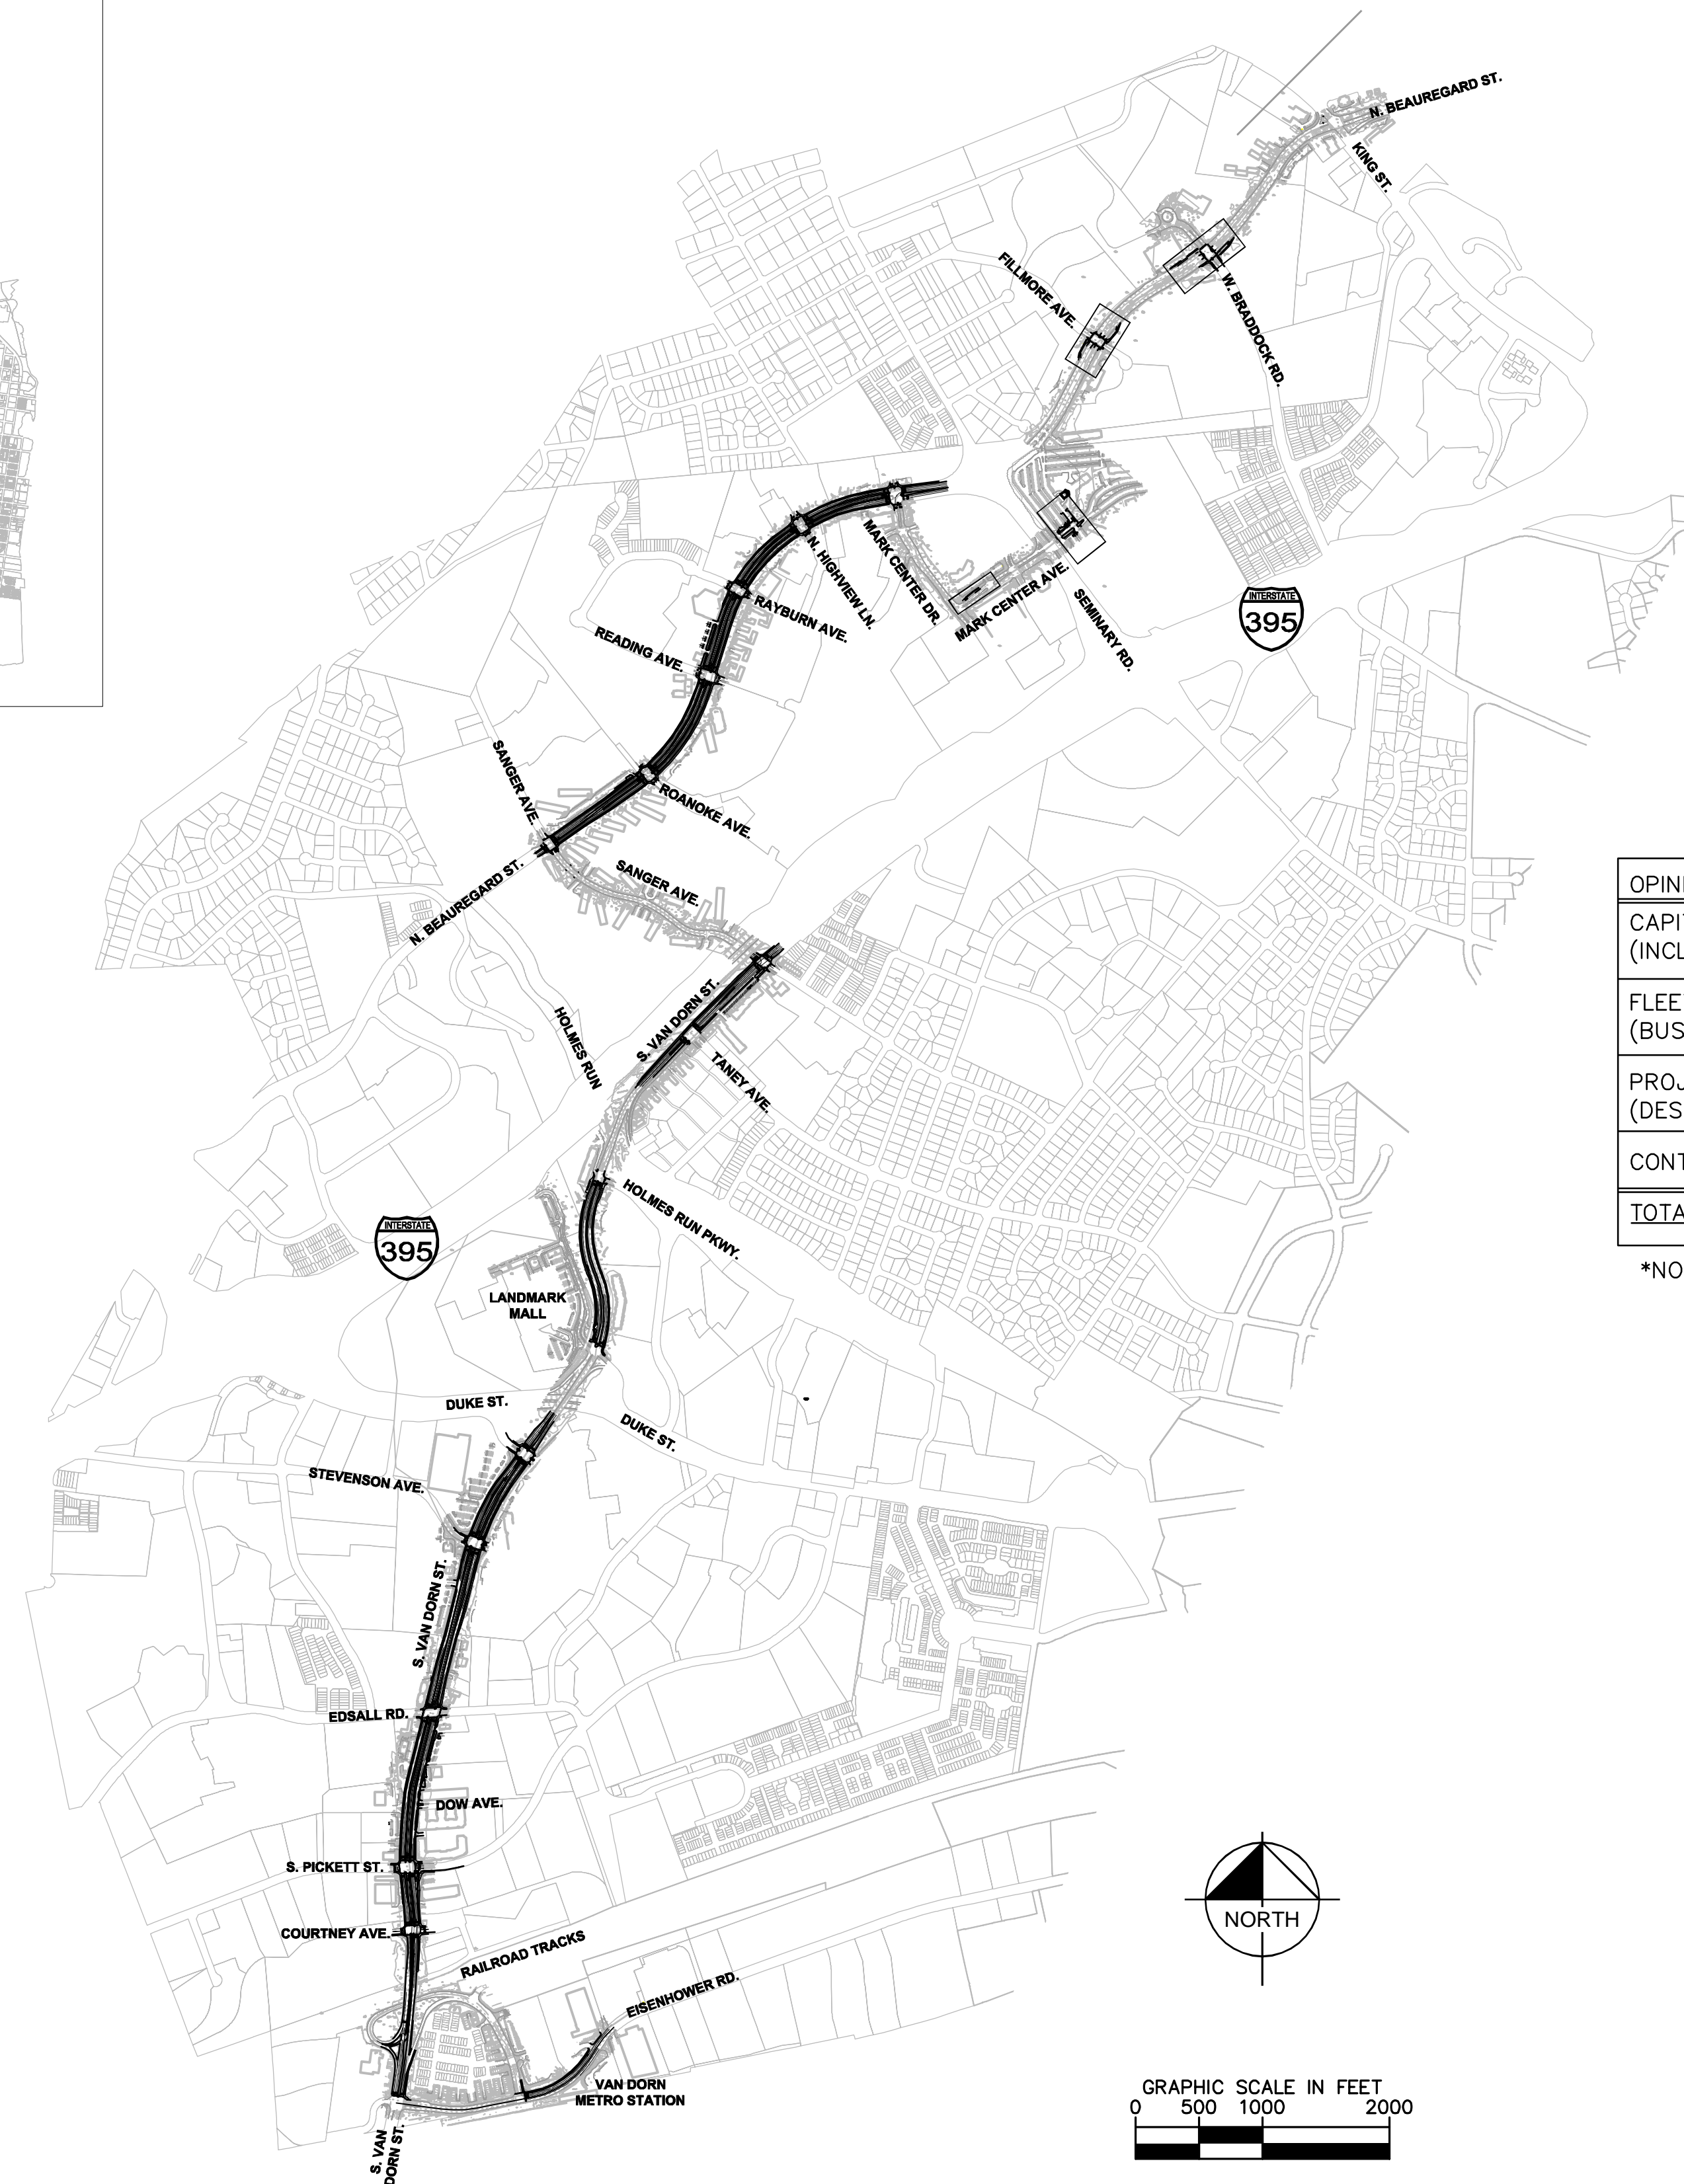 N. BEAUREGARD ST.
KING ST.
FILLMORE AVE.
W. BRADDOCK RD.
N. HIGHVIEW LN.
MARK CENTER DR.
MARK CENTER AVE.
SEMINARY RD.
INTERSTATE
395
RAYBURN AVE.
READING AVE.
SANGER AVE.
ROANOKE AVE.
SANGER AVE.
N. BEAUREGARD ST.
S. VAN DORN ST.
HOLMES RUN
TANEY AVE.
HOLMES RUN PKWY.
INTERSTATE
395
LANDMARK
MALL
DUKE ST.
DUKE ST.
STEVENSON AVE.
S. VAN DORN ST.
EDSALL RD.
DOW AVE.
S. PICKETT ST.
COURTNEY AVE.
RAILROAD TRACKS
EISENHOWER RD.
VAN DORN
METRO STATION
S. VAN
DORN ST.
OPINI
CAPI
(INCL
FLEE
(BUS
PROJ
(DES
CONT
TOTA
*NO
NORTH
GRAPHIC SCALE IN FEET
0 500 1000 2000